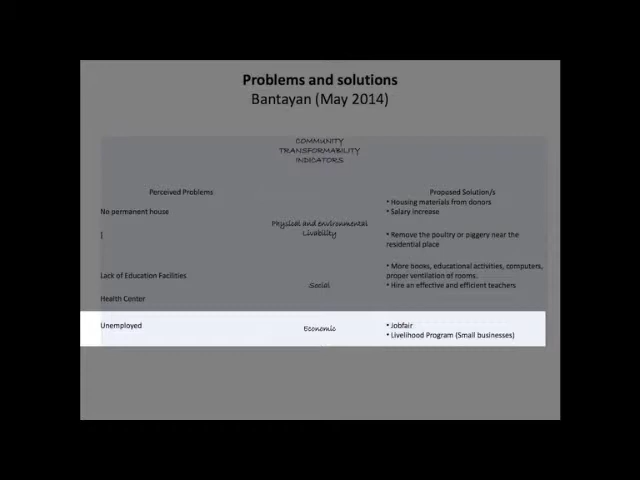 Problems and solutions
Bantayan (May 2014)
COMMUNITY
TRANSFORMABILITY
INDICATORS
Perceived Problems
Proposed Solution/s
No permanent house
Physical and environmental
Livability
• Housing materials from donors
• Salary increase
]
• Remove the poultry or piggery near the
residential place
Lack of Education Facilities
Social
• More books, educational activities, computers,
proper ventilation of rooms.
• Hire an effective and efficient teachers
Health Center
Unemployed
Economic
• Jobfair
• Livelihood Program (Small businesses)